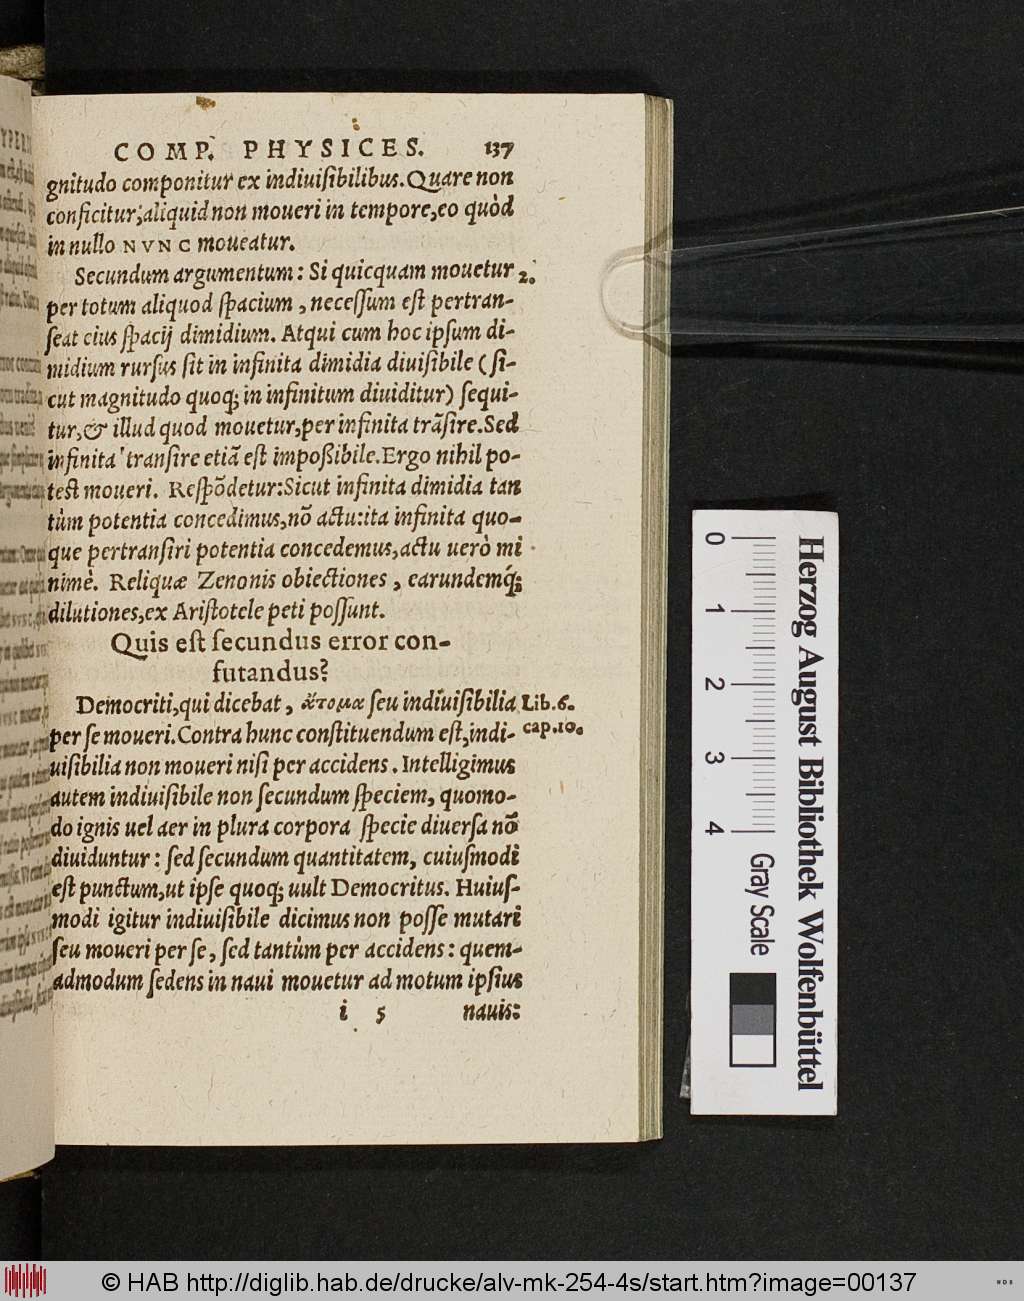 COMP. PHYSICES. 137
gnitudo componitur ex indiuiſibilibus. Quare non
conficitur, aliquid non moueri in tempore, eo quòd
in nullo NVNC moueatur.
Secundum argumentum: Si quicquam mouetur 2.
per totum aliquod ſpacium, neceſſum eſt pertran-
ſeat eius ſpacij dimidium. Atqui cum hoc ipſum di-
midium rurſus ſit in infinita dimidia diuiſibile (ſi-
cut magnitudo quoq; in infinitum diuiditur) ſequi-
tur, & illud quod mouetur, per infinita trãſire. Sed
infinita tranſire etiã eſt impoßibile. Ergo nihil po-
teſt moueri. Reſpõdetur: Sicut infinita dimidia tan
tùm potentia concedimus, nõ actu: ita infinita quo-
que pertranſiri potentia concedemus, actu uerò mi
nimè. Reliquæ Zenonis obiectiones, earundemq́;
dilutiones, ex Ariſtotele peti poſſunt.
Quis eſt ſecundus error con-
futandus?
Democriti, qui dicebat, ἄτομα ſeu indiuiſibilia Lib. 6.
per ſe moueri. Contra hunc conſtituendum eſt, indi- cap. 10.
uiſibilia non moueri niſi per accidens. Intelligimus
autem indiuiſibile non ſecundum ſpeciem, quomo-
do ignis uel aer in plura corpora ſpecie diuerſa nõ
diuiduntur: ſed ſecundum quantitatem, cuiuſmodi
eſt punctum, ut ipſe quoq; uult Democritus. Huiuſ-
modi igitur indiuiſibile dicimus non poſſe mutari
ſeu moueri per ſe, ſed tantùm per accidens: quem-
admodum ſedens in naui mouetur ad motum ipſius
i 5 nauis:
0 1 2 3 4
Gray Scale
Herzog August Bibliothek Wolfenbüttel
© HAB http://diglib.hab.de/drucke/alv-mk-254-4s/start.htm?image=00137